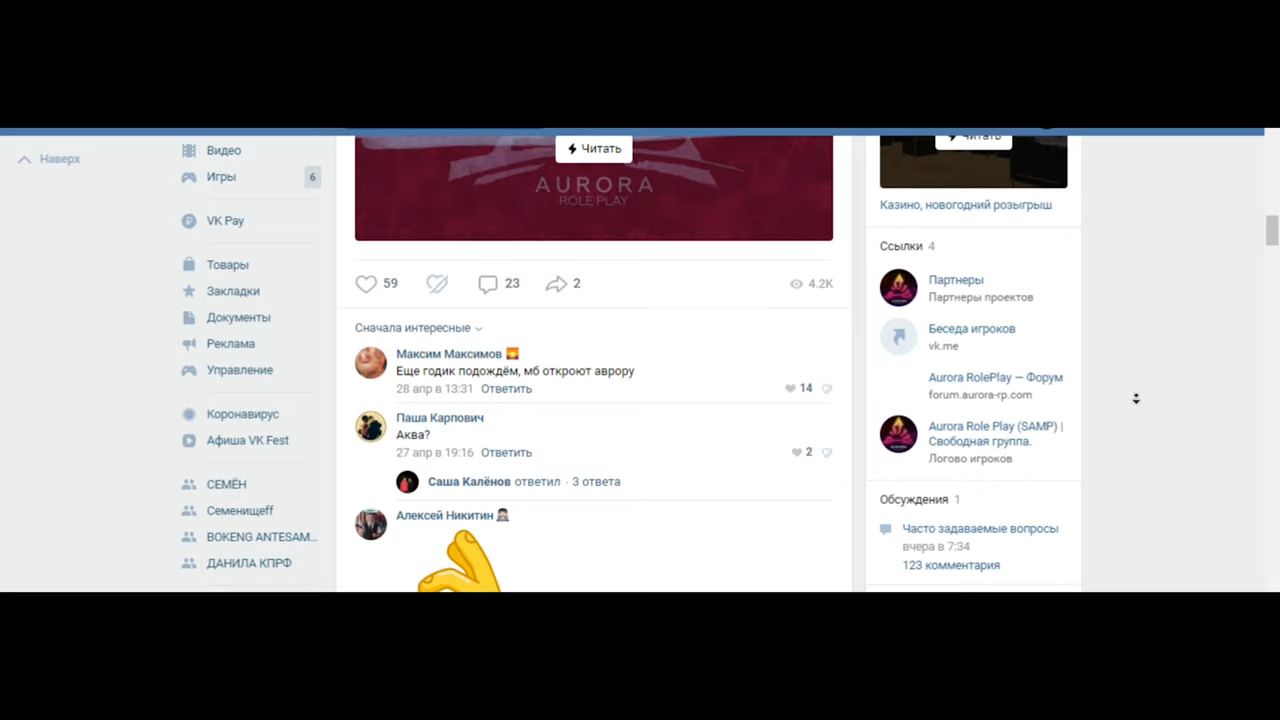 Наверх
Видео
Игры 6
VK Pay
Товары
Закладки
Документы
Реклама
Управление
Коронавирус
Афиша VK Fest
СЕМЁН
Семенищеff
BOKENG ANTESAM...
ДАНИЛА КПРФ
Читать
AURORA
ROLE PLAY
59 23 2 4.2K
Сначала интересные
Максим Максимов
Еще годик подождём, мб откроют аврору
28 апр в 13:31 Ответить 14
Паша Карпович
Аква?
27 апр в 19:16 Ответить 2
Саша Калёнов ответил · 3 ответа
Алексей Никитин
Читать
Казино, новогодний розыгрыш
Ссылки 4
Партнеры
Партнеры проектов
Беседа игроков
vk.me
Aurora RolePlay — Форум
forum.aurora-rp.com
Aurora Role Play (SAMP) |
Свободная группа.
Логово игроков
Обсуждения 1
Часто задаваемые вопросы
вчера в 7:34
123 комментария